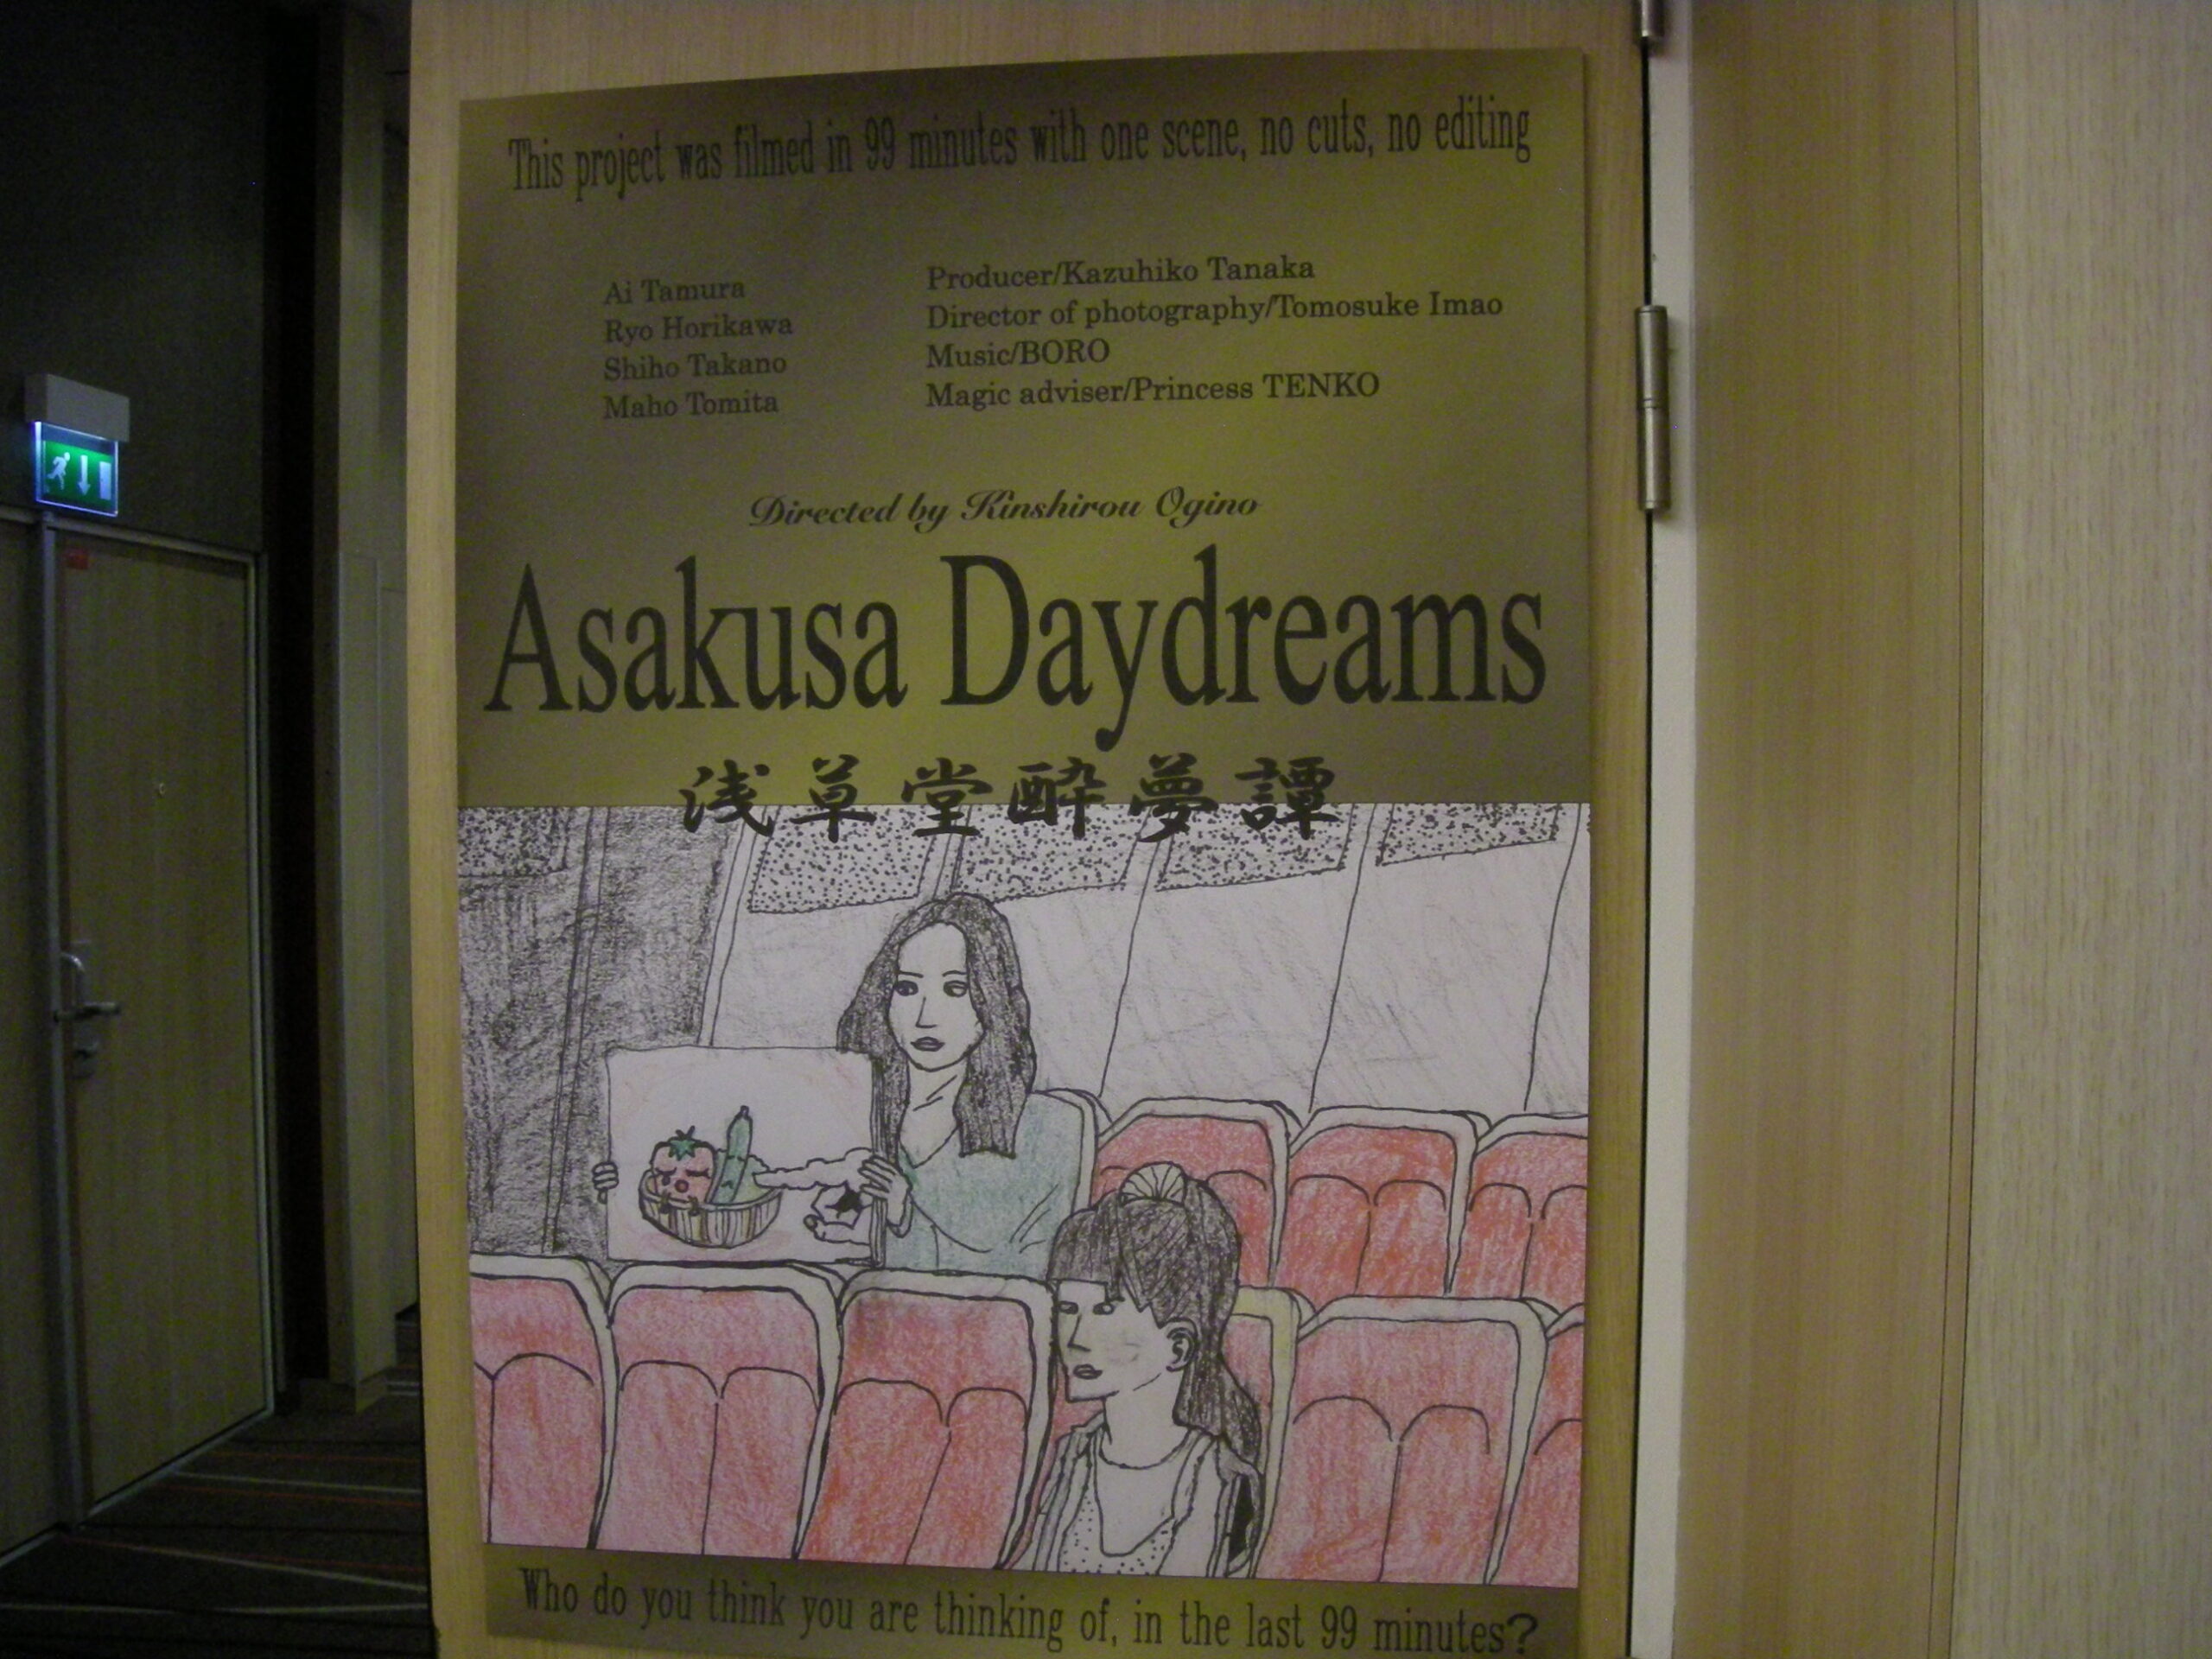 This project was filmed in 99 minutes with one scene, no cuts, no editing
Ai Tamura
Ryo Horikawa
Shiho Takano
Maho Tomita
Producer/Kazuhiko Tanaka
Director of photography/Tomosuke Imao
Music/BORO
Magic adviser/Princess TENKO
Directed by Kinshirou Ogino
Asakusa Daydreams
浅草堂酔夢譚
Who do you think you are thinking of, in the last 99 minutes?